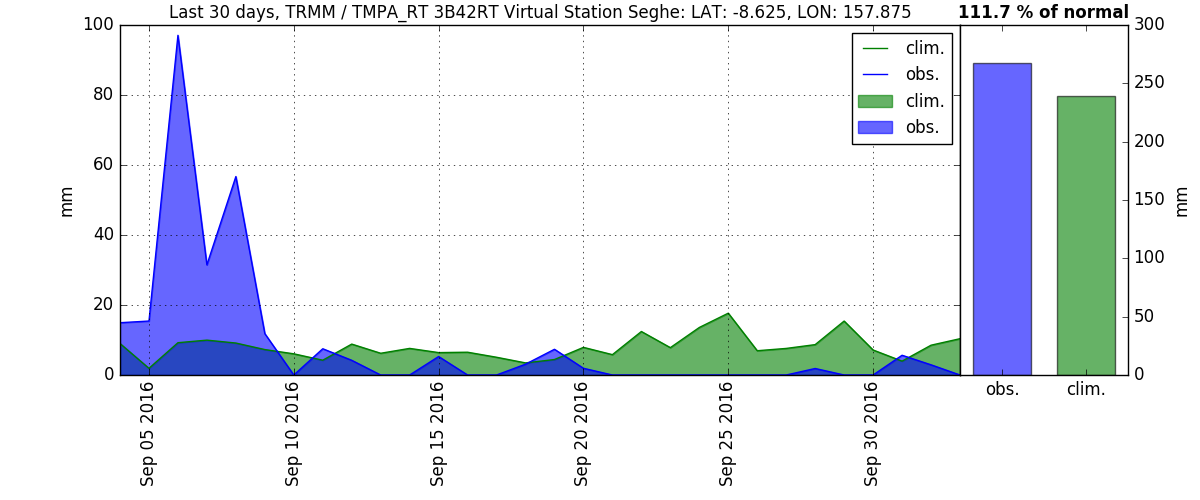 Last 30 days, TRMM / TMPA_RT 3B42RT Virtual Station Seghe: LAT: -8.625, LON: 157.875
111.7 % of normal
100
80
60
40
20
0
mm
clim.
obs.
clim.
obs.
Sep 05 2016
Sep 10 2016
Sep 15 2016
Sep 20 2016
Sep 25 2016
Sep 30 2016
300
250
200
150
100
50
0
mm
obs.
clim.